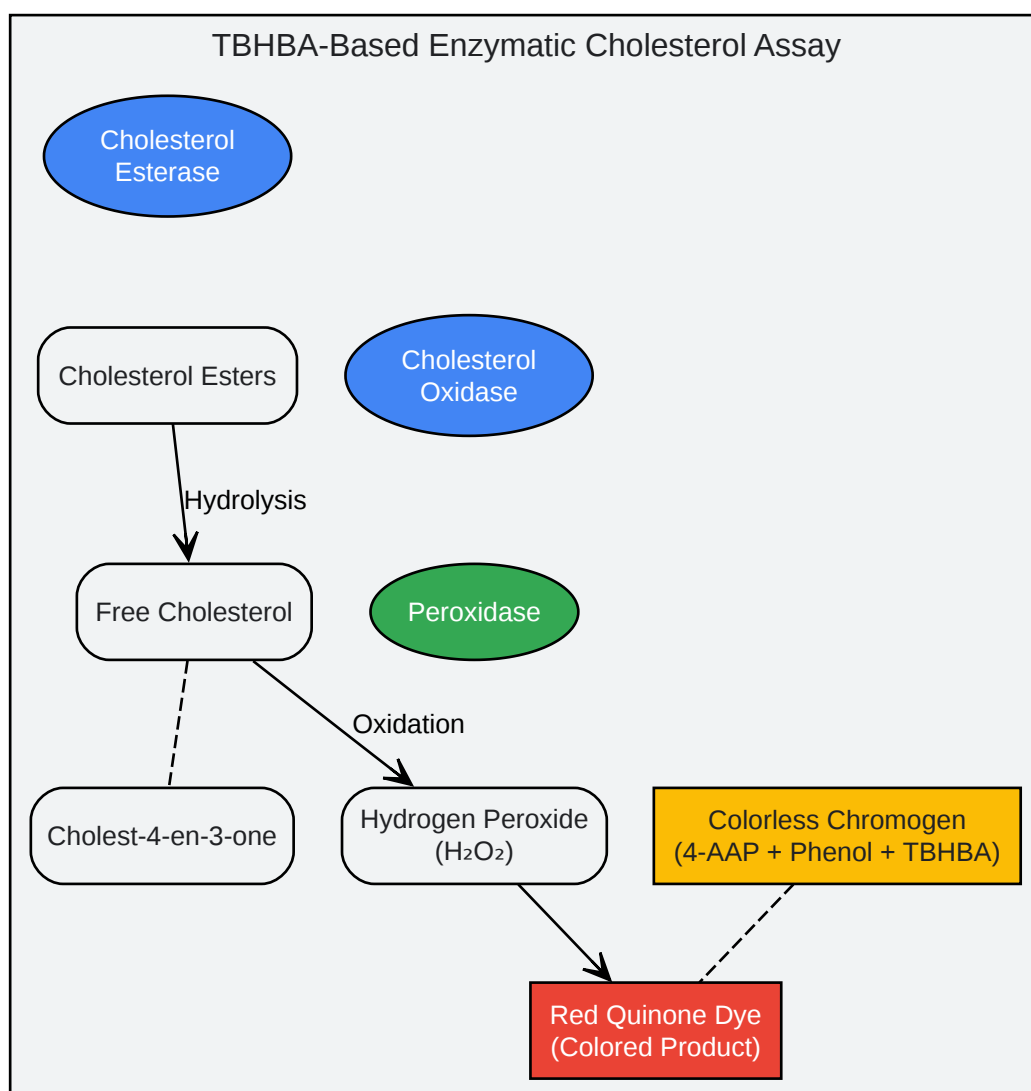 TBHBA-Based Enzymatic Cholesterol Assay
Cholesterol
Esterase
Cholesterol Esters
Cholesterol
Oxidase
Hydrolysis
Free Cholesterol
Peroxidase
Oxidation
Cholest-4-en-3-one
Hydrogen Peroxide
(H₂O₂)
Colorless Chromogen
(4-AAP + Phenol + TBHBA)
Red Quinone Dye
(Colored Product)